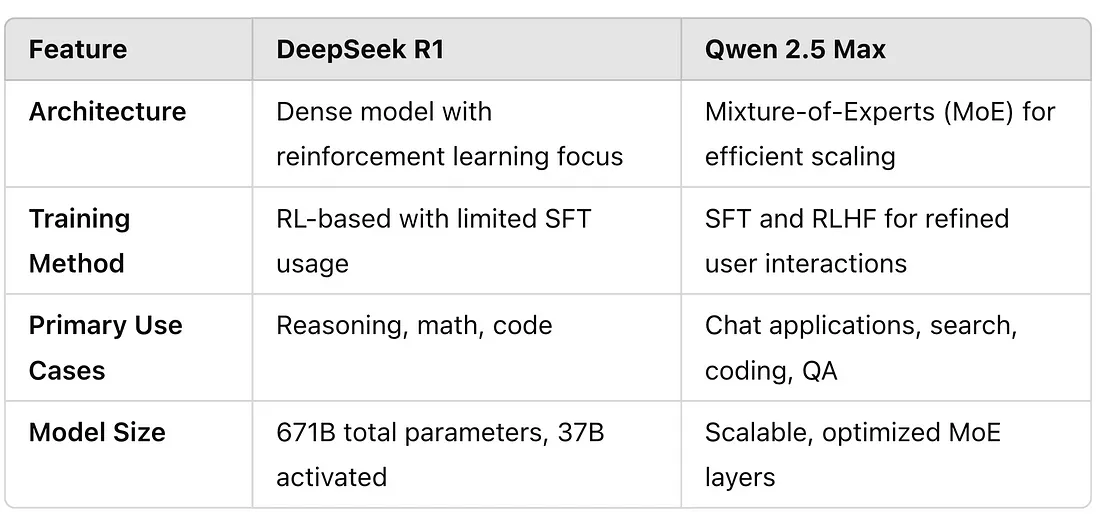 Feature DeepSeek R1 Qwen 2.5 Max
Architecture Dense model with Mixture-of-Experts (MoE) for
reinforcement learning focus efficient scaling
Training RL-based with limited SFT SFT and RLHF for refined
Method usage user interactions
Primary Use Reasoning, math, code Chat applications, search,
Cases coding, QA
Model Size 671B total parameters, 37B Scalable, optimized MoE
activated layers